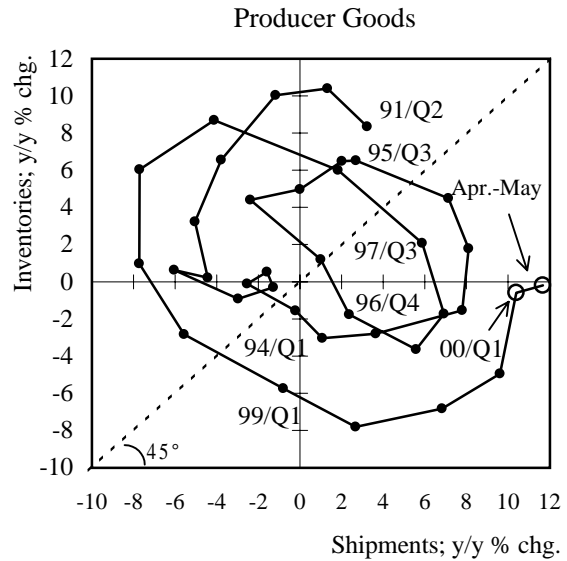 Producer Goods
Inventories; y/y % chg.
12
10
8
6
4
2
0
-2
-4
-6
-8
-10
91/Q2
95/Q3
Apr.-May
97/Q3
96/Q4
94/Q1
00/Q1
99/Q1
45°
-10 -8 -6 -4 -2 0 2 4 6 8 10 12
Shipments; y/y % chg.